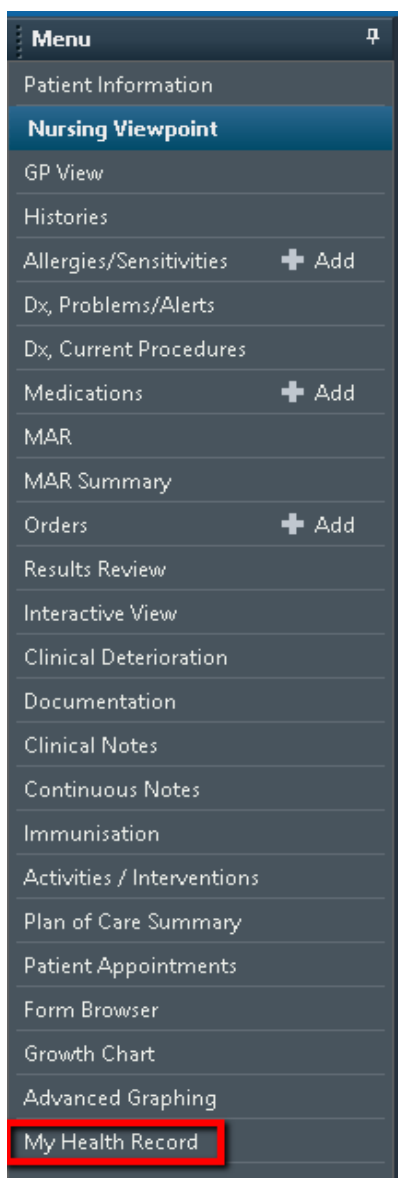 Menu
Patient Information
Nursing Viewpoint
GP View
Histories
Allergies/Sensitivities + Add
Dx, Problems/Alerts
Dx, Current Procedures
Medications + Add
MAR
MAR Summary
Orders + Add
Results Review
Interactive View
Clinical Deterioration
Documentation
Clinical Notes
Continuous Notes
Immunisation
Activities / Interventions
Plan of Care Summary
Patient Appointments
Form Browser
Growth Chart
Advanced Graphing
My Health Record